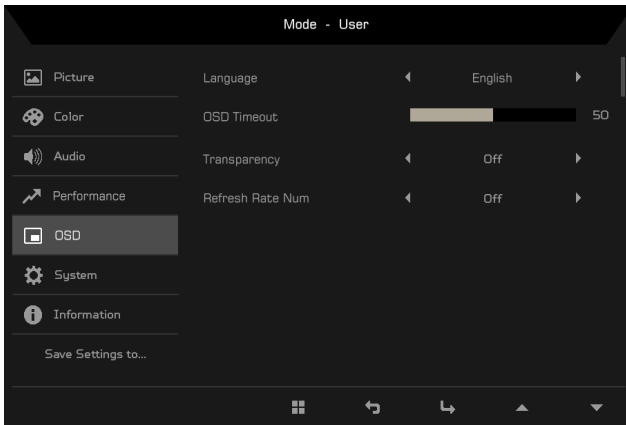 Mode - User
Picture
Language English
Color
OSD Timeout 50
Audio
Transparency Off
Performance
Refresh Rate Num Off
OSD
System
Information
Save Settings to...